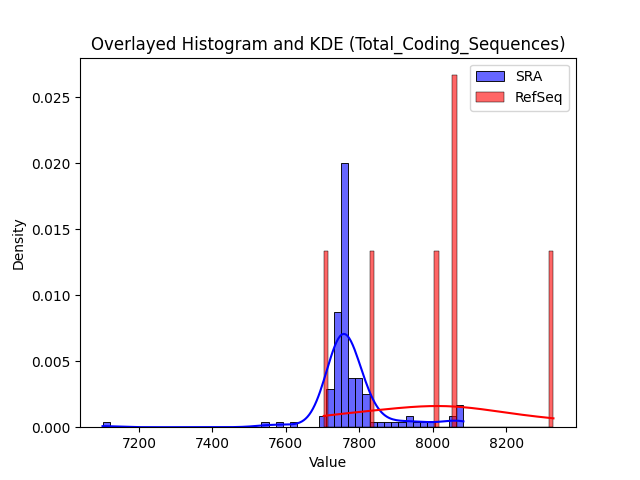 Overlayed Histogram and KDE (Total_Coding_Sequences)
SRA
RefSeq
Density
0.025
0.020
0.015
0.010
0.005
0.000
7200 7400 7600 7800 8000 8200
Value